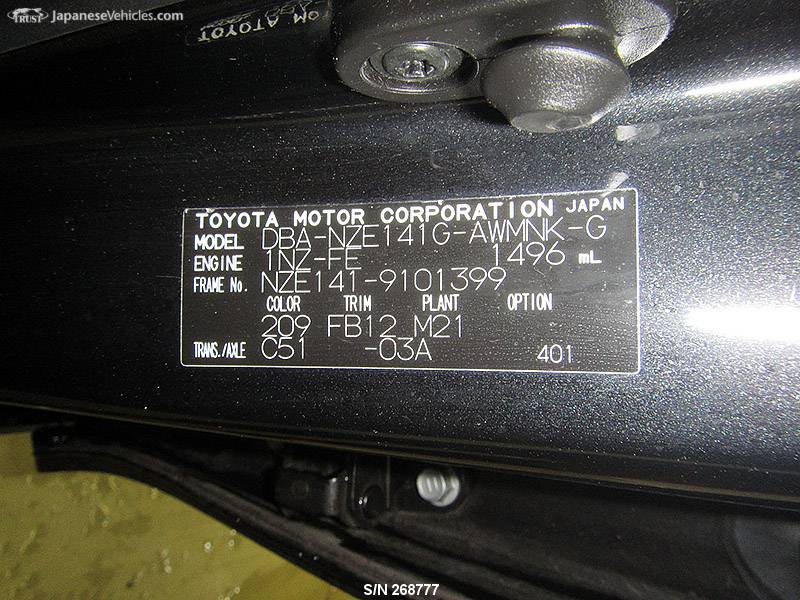 TRUST JapaneseVehicles.com
TOYOTA MOTOR CORPORATION JAPAN
MODEL DBA-NZE141G-AWMNK-G
ENGINE 1NZ-FE 1496 mL
FRAME No. NZE141-9101399
COLOR TRIM PLANT OPTION
209 FB12 M21
TRANS./AXLE C51 -03A 401
S/N 268777